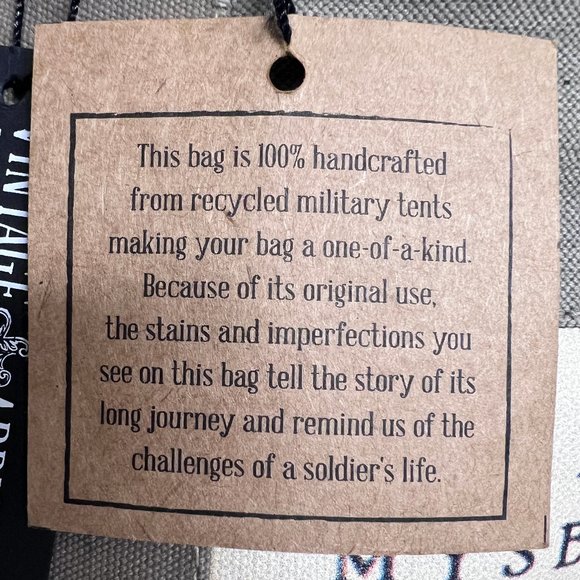 This bag is 100% handcrafted
from recycled military tents
making your bag a one-of-a-kind.
Because of its original use,
the stains and imperfections you
see on this bag tell the story of its
long journey and remind us of the
challenges of a soldier's life.
VINTAGE
MYSE